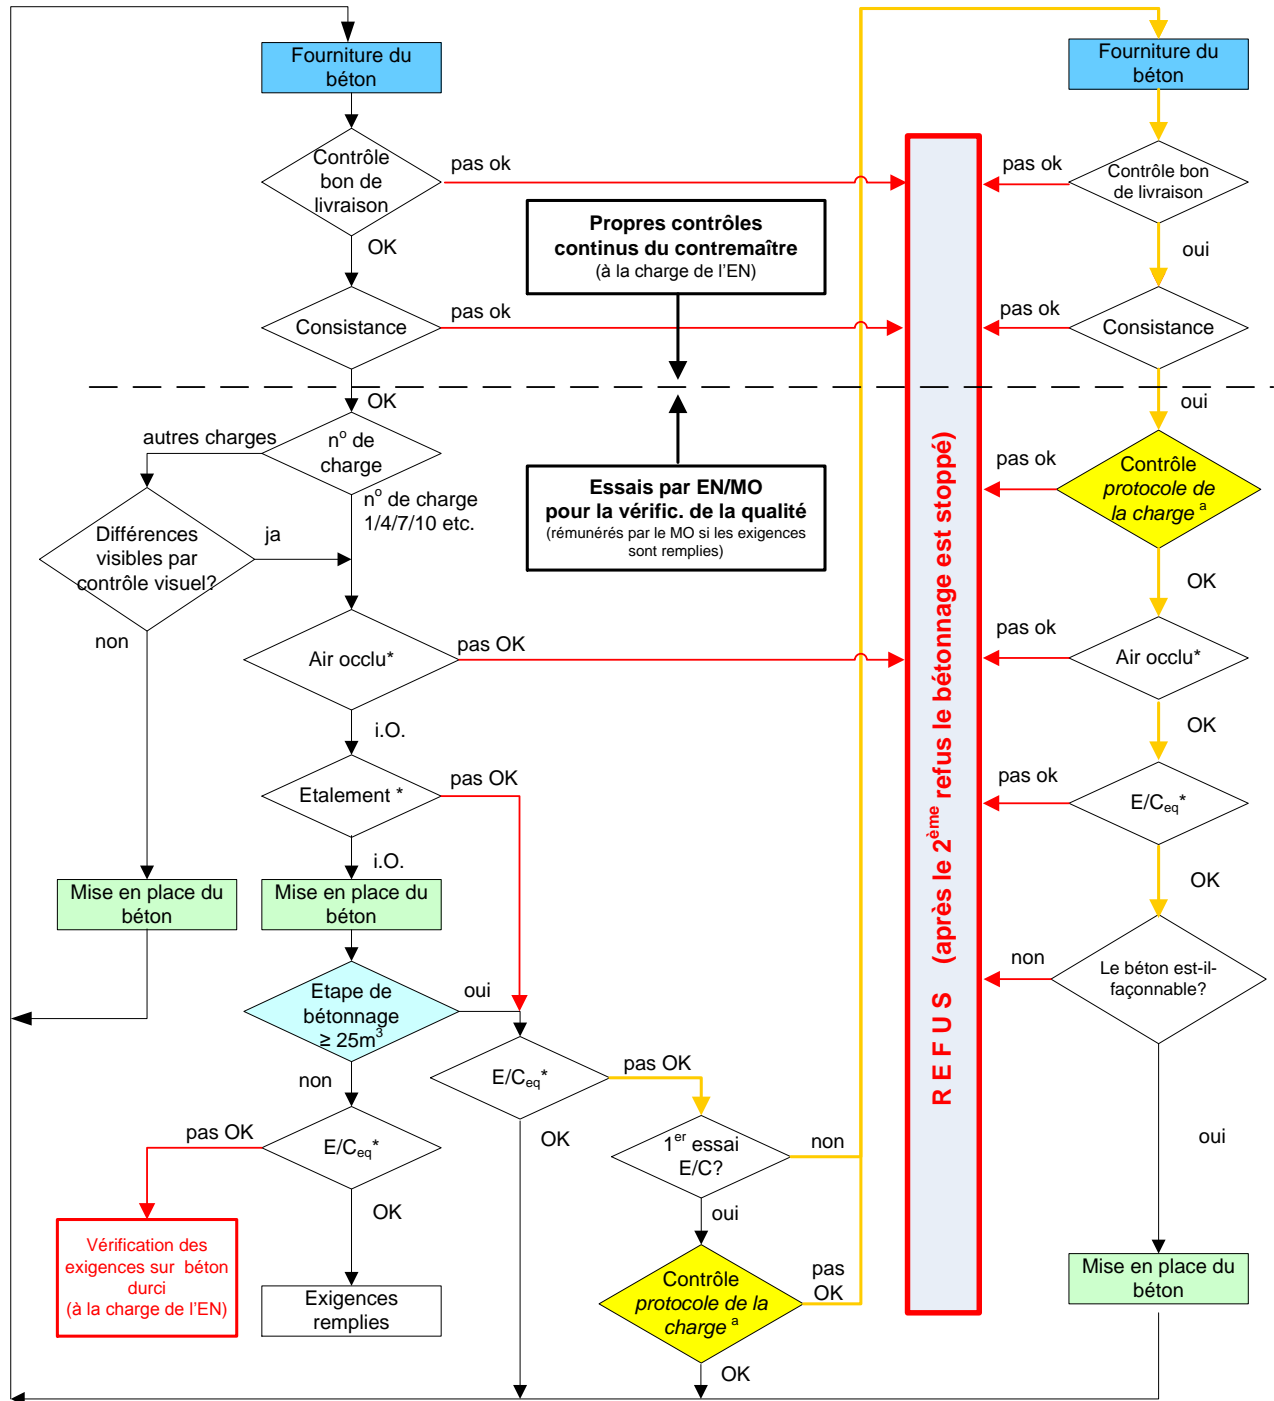 Fourniture du
béton
Contrôle
bon de
livraison
pas ok
OK
Consistance
pas ok
OK
Propres contrôles
continus du contremaître
(à la charge de l'EN)
Essais par EN/MO
pour la vérific. de la qualité
(rémunérés par le MO si les exigences
sont remplies)
autres charges
nº de
charge
nº de charge
1/4/7/10 etc.
Différences
visibles par
contrôle visuel?
ja
non
Air occlu*
pas OK
i.O.
Etalement *
pas OK
i.O.
Mise en place du
béton
Mise en place du
béton
Etape de
bétonnage
≥ 25m³
oui
non
E/Ceq*
pas OK
OK
Vérification des
exigences sur béton
durci
(à la charge de l'EN)
Exigences
remplies
E/Ceq*
pas OK
OK
1er essai
E/C?
non
oui
Contrôle
protocole de la
charge a
pas
OK
OK
REFUS (après le 2ème refus le bétonnage est stoppé)
Fourniture du
béton
Contrôle bon
de livraison
pas ok
oui
Consistance
pas ok
oui
Contrôle
protocole de
la charge a
pas ok
OK
Air occlu*
pas ok
OK
E/Ceq*
pas ok
OK
Le béton est-il-
façonnable?
non
oui
Mise en place du
béton